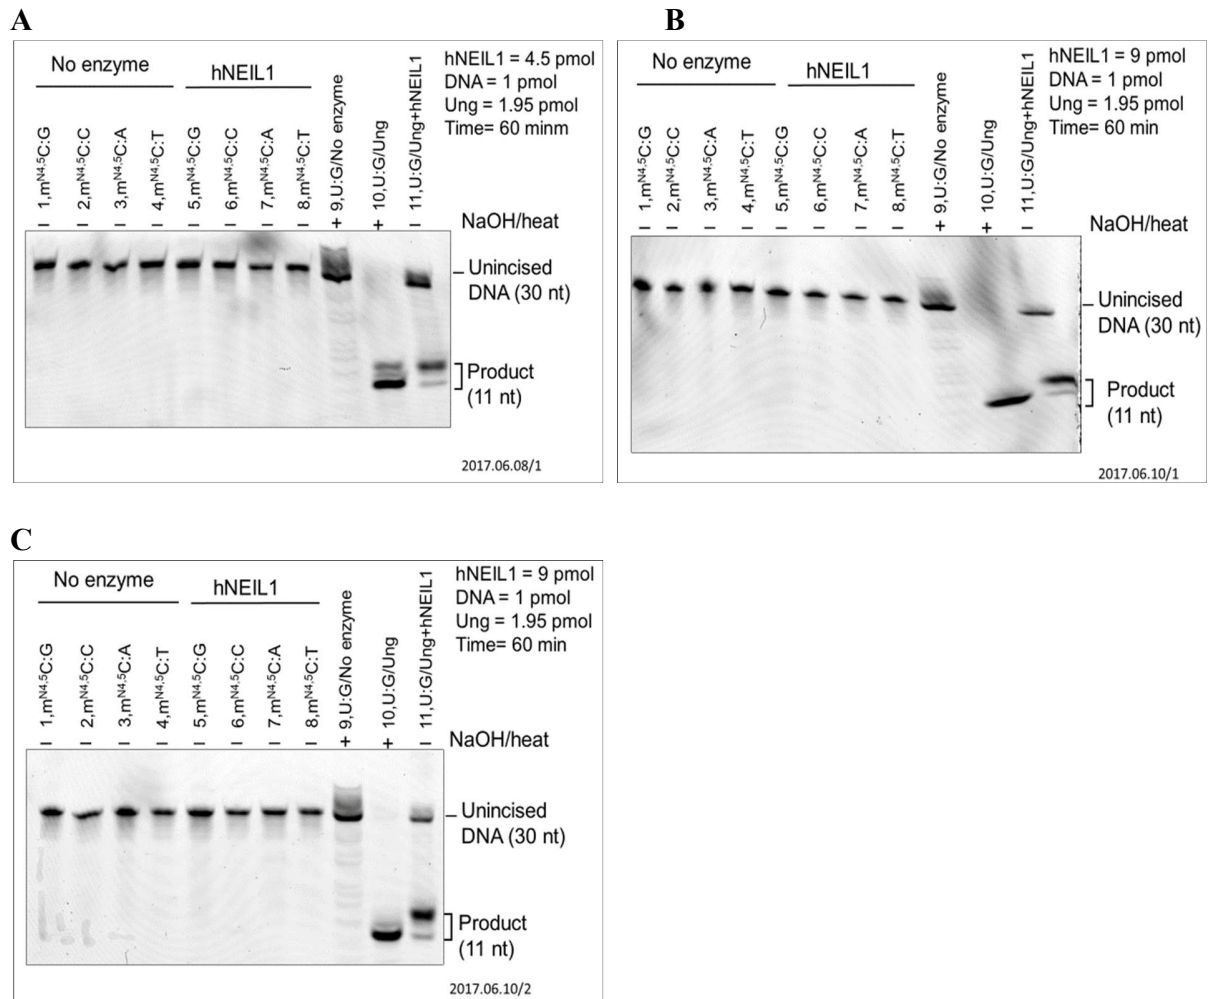 A
No enzyme
hNEIL1
1,mN4.5C:G
2,mN4.5C:C
3,mN4.5C:A
4,mN4.5C:T
5,mN4.5C:G
6,mN4.5C:C
7,mN4.5C:A
8,mN4.5C:T
9,U:G/No enzyme
10,U:G/Ung
11,U:G/Ung+hNEIL1
hNEIL1 = 4.5 pmol
DNA = 1 pmol
Ung = 1.95 pmol
Time= 60 minm
– – – – – – – – + + – NaOH/heat
Unincised
DNA (30 nt)
Product
(11 nt)
2017.06.08/1
B
No enzyme
hNEIL1
1,mN4.5C:G
2,mN4.5C:C
3,mN4.5C:A
4,mN4.5C:T
5,mN4.5C:G
6,mN4.5C:C
7,mN4.5C:A
8,mN4.5C:T
9,U:G/No enzyme
10,U:G/Ung
11,U:G/Ung+hNEIL1
hNEIL1 = 9 pmol
DNA = 1 pmol
Ung = 1.95 pmol
Time= 60 min
– – – – – – – – + + – NaOH/heat
Unincised
DNA (30 nt)
Product
(11 nt)
2017.06.10/1
C
No enzyme
hNEIL1
1,mN4.5C:G
2,mN4.5C:C
3,mN4.5C:A
4,mN4.5C:T
5,mN4.5C:G
6,mN4.5C:C
7,mN4.5C:A
8,mN4.5C:T
9,U:G/No enzyme
10,U:G/Ung
11,U:G/Ung+hNEIL1
hNEIL1 = 9 pmol
DNA = 1 pmol
Ung = 1.95 pmol
Time= 60 min
– – – – – – – – + + – NaOH/heat
Unincised
DNA (30 nt)
Product
(11 nt)
2017.06.10/2